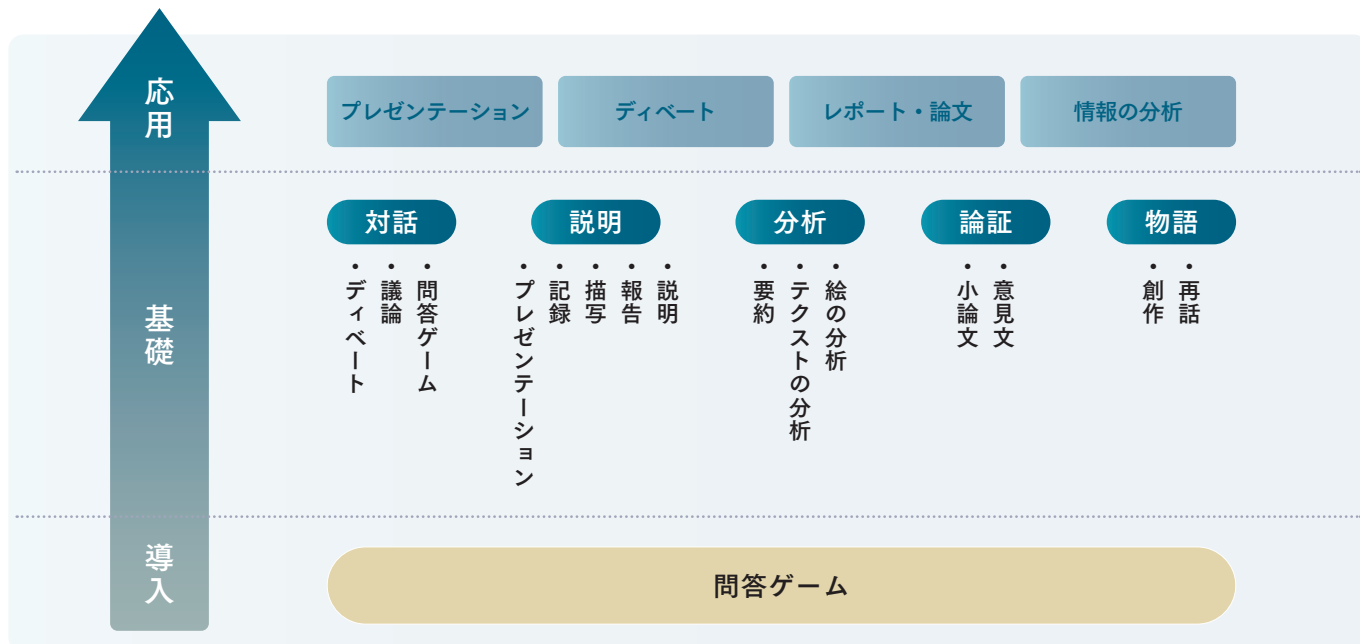 応用
プレゼンテーション
ディベート
レポート・論文
情報の分析
基礎
対話
・問答ゲーム
・議論
・ディベート
説明
・説明
・報告
・描写
・記録
・プレゼンテーション
分析
・絵の分析
・テクストの分析
・要約
論証
・意見文
・小論文
物語
・再話
・創作
導入
問答ゲーム